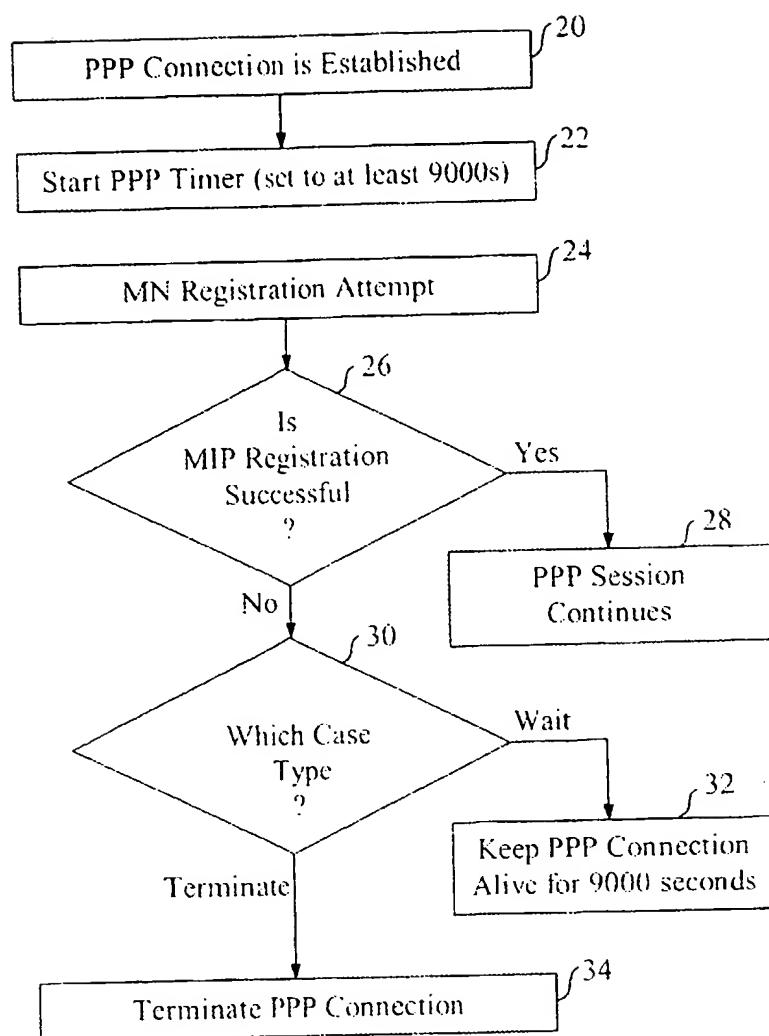 20
PPP Connection is Established
22
Start PPP Timer (set to at least 9000s)
24
MN Registration Attempt
26
Is
MIP Registration
Successful
?
Yes
28
PPP Session
Continues
No
30
Which Case
Type
?
Wait
32
Keep PPP Connection
Alive for 9000 seconds
Terminate
34
Terminate PPP Connection